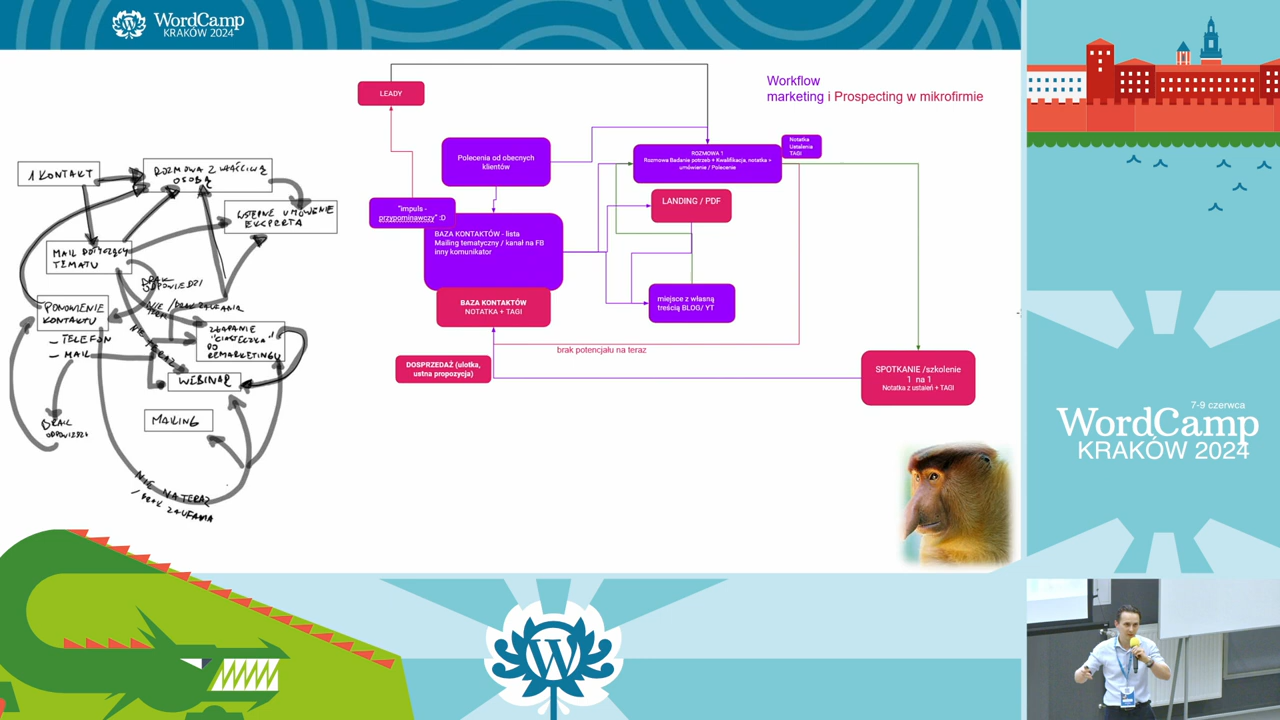 WordCamp
KRAKÓW 2024
Workflow
marketing i Prospecting w mikrofirmie
LEADY
Polecenia od obecnych
klientów
Notatka
Ustalenia
TAGI
ROZMOWA 1
Rozmowa Badanie potrzeb + Kwalifikacja, notatka >
umówienie / Polecenie
"impuls -
przypominawczy" :D
LANDING / PDF
BAZA KONTAKTÓW - lista
Mailing tematyczny / kanał na FB
inny komunikator
miejsce z własną
treścią BLOG/ YT
BAZA KONTAKTÓW
NOTATKA + TAGI
brak potencjału na teraz
DOSPRZEDAŻ (ulotka,
ustna propozycja)
SPOTKANIE /szkolenie
1 na 1
Notatka z ustaleń + TAGI
1 KONTAKT
ROZMOWA Z WŁAŚCIWĄ
OSOBĄ
WSTĘPNE UMÓWIENIE
EKSPERTA
MAIL DOTYCZĄCY
TEMATU
BRAK
ODPOWIEDZI
PONOWIENIE
KONTAKTU
- TELEFON
- MAIL
ZŁAPANIE
"CIASTECZKA"
DO
REMARKETINGU
WEBINAR
MAILING
BRAK
ODPOWIEDZI
NIE NA TERAZ
/ BRAK ZAUFANIA
7-9 czerwca
WordCamp
KRAKÓW 2024